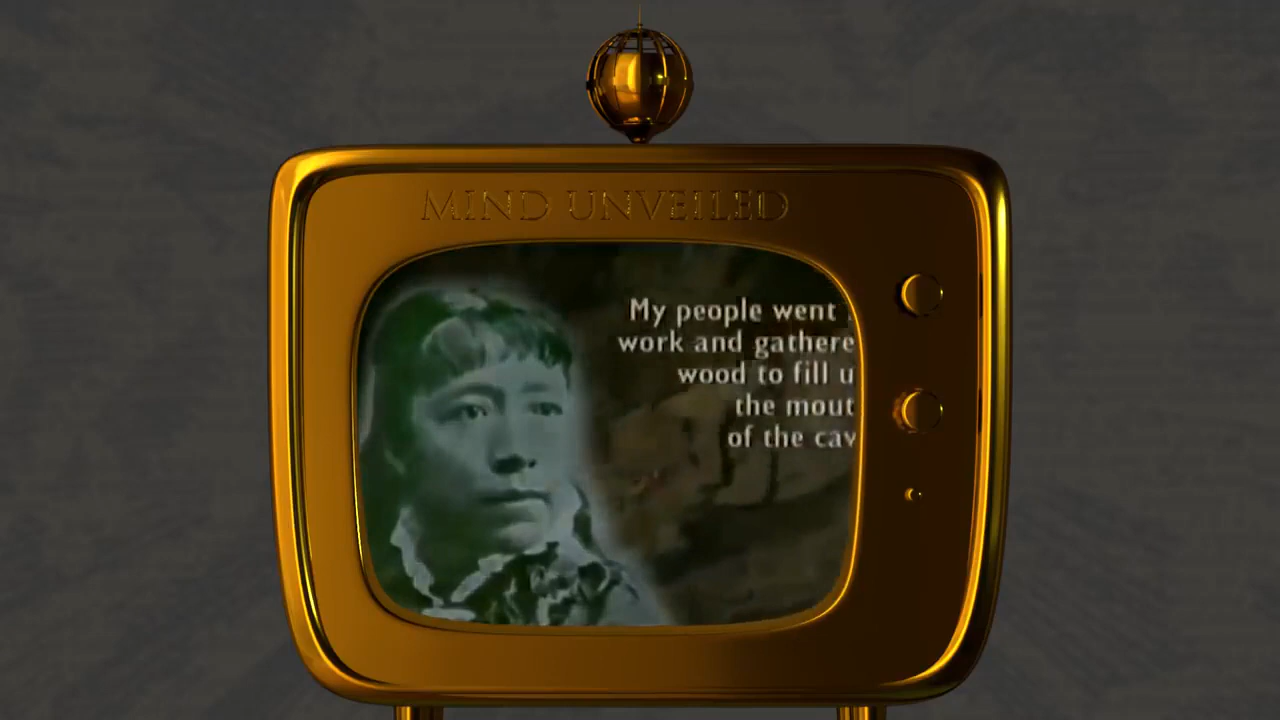 MIND UNVEILED
My people went
work and gathere
wood to fill u
the mout
of the cav